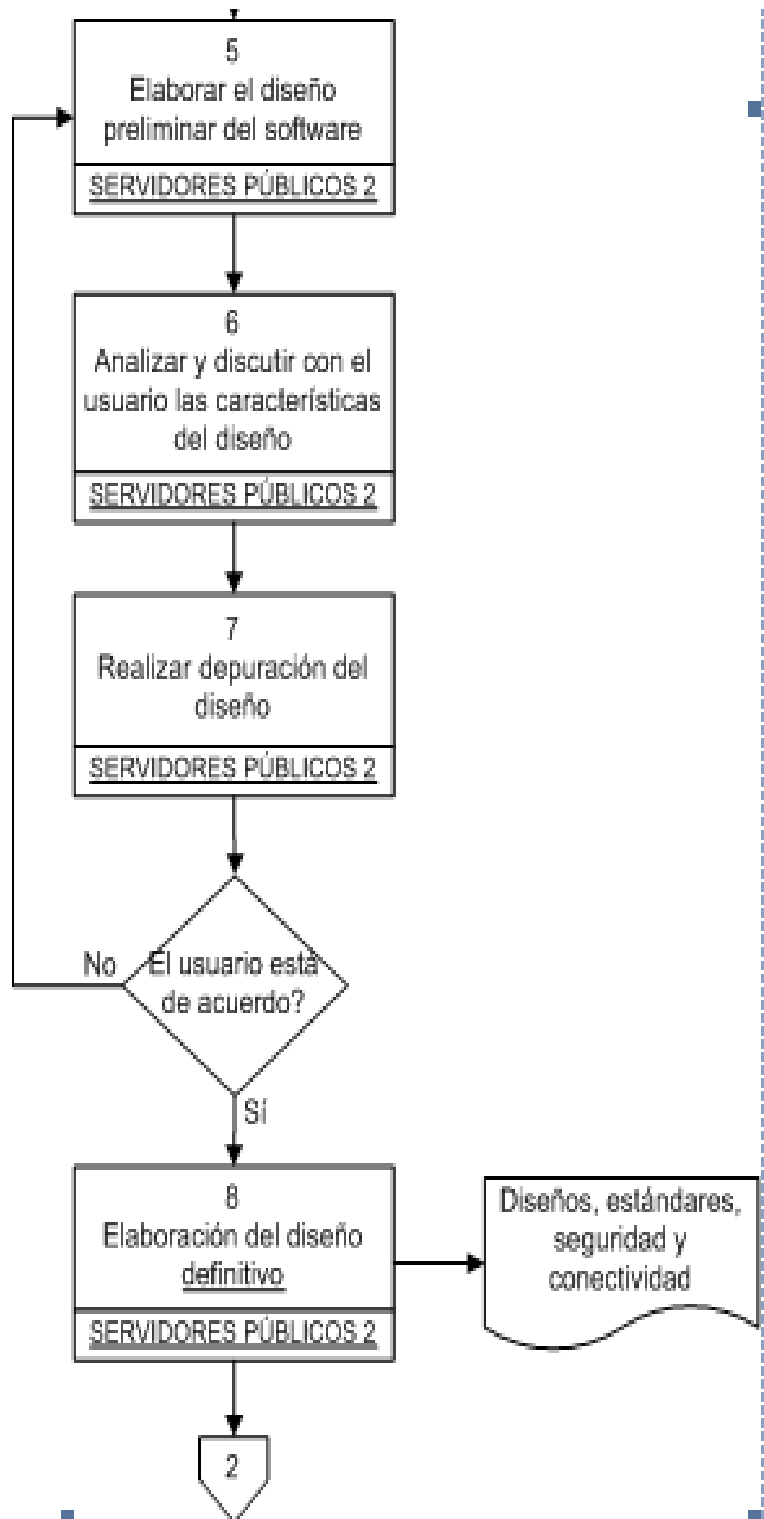 5
Elaborar el diseño
preliminar del software
SERVIDORES PÚBLICOS 2
6
Analizar y discutir con el
usuario las características
del diseño
SERVIDORES PÚBLICOS 2
7
Realizar depuración del
diseño
SERVIDORES PÚBLICOS 2
No
El usuario está
de acuerdo?
Sí
8
Elaboración del diseño
definitivo
SERVIDORES PÚBLICOS 2
Diseños, estándares,
seguridad y
conectividad
2